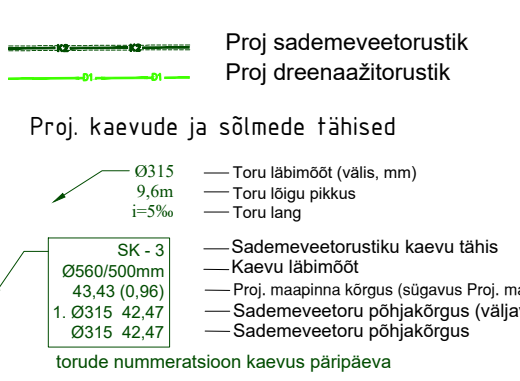 K2 K2 Proj sademeveetorustik
D1 D1 Proj dreenaažitorustik
Proj. kaevude ja sõlmede tähised
Ø315 Toru läbimõõt (välis, mm)
9,6m Toru lõigu pikkus
i=5‰ Toru lang
SK - 3 Sademeveetorustiku kaevu tähis
Ø560/500mm Kaevu läbimõõt
43,43 (0,96) Proj. maapinna kõrgus (sügavus Proj.
1. Ø315 42,47 Sademeveetoru põhjakõrgus
Ø315 42,47 Sademeveetoru põhjakõrgus
torude nummeratsioon kaevus päripäeva